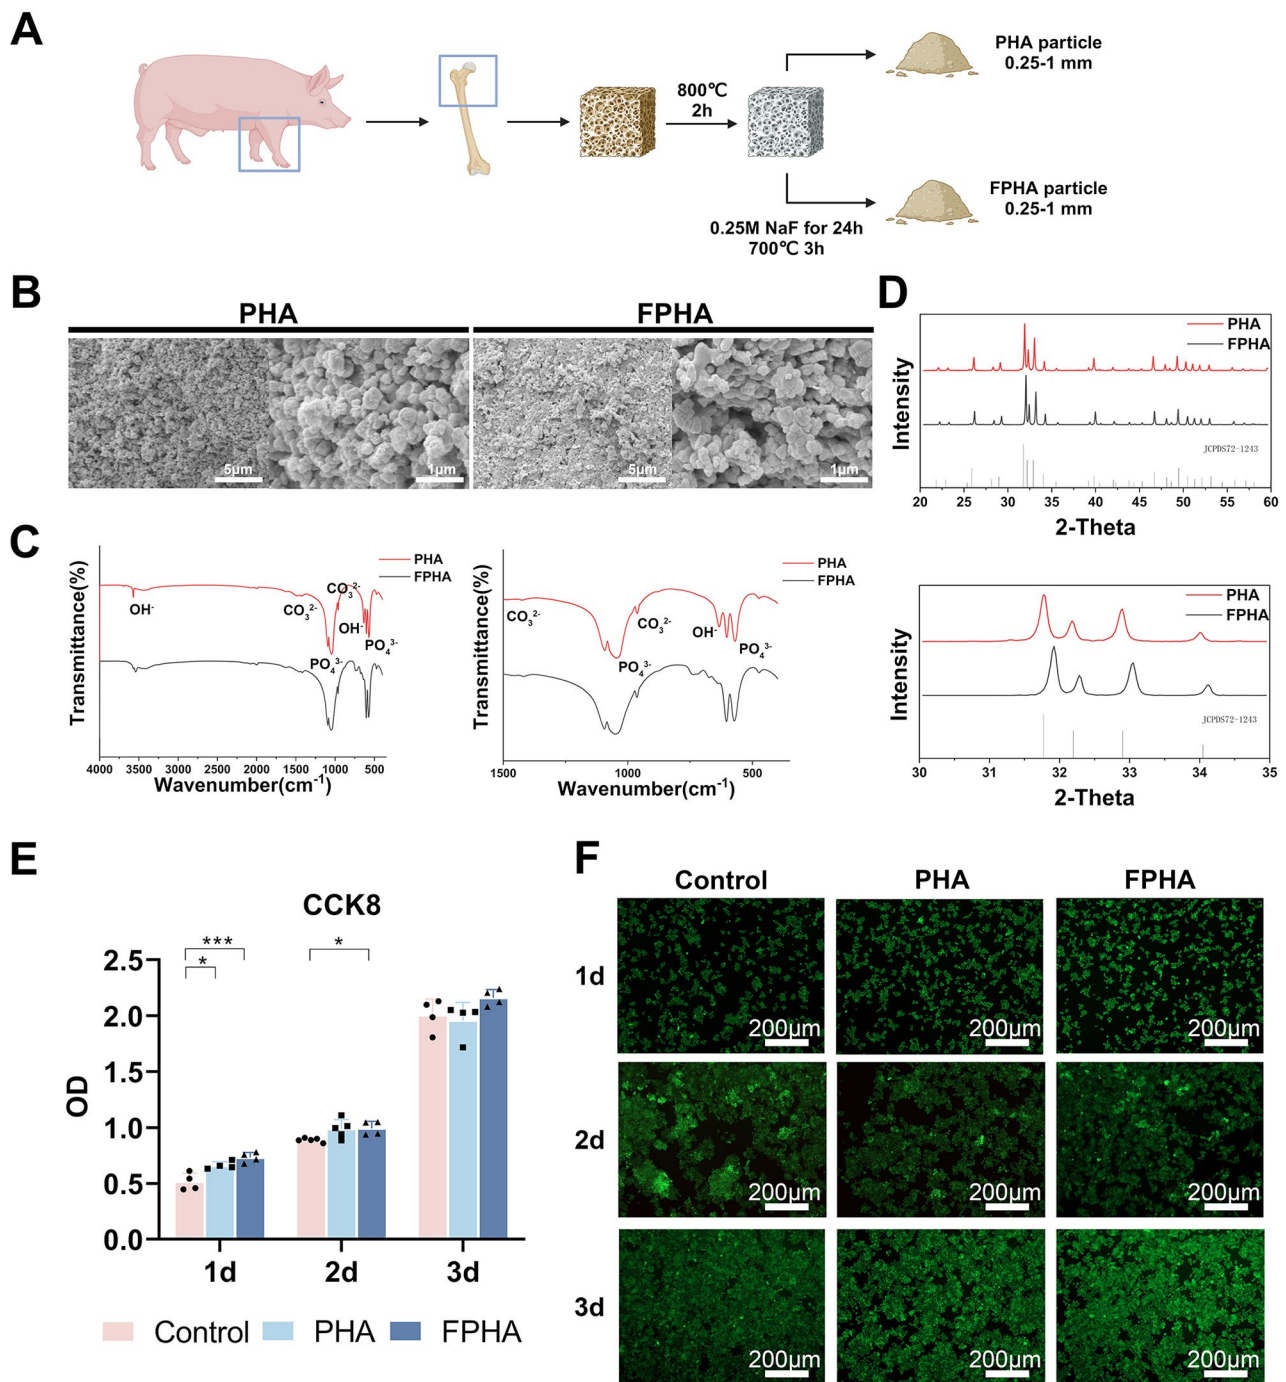 A
800℃
2h
PHA particle
0.25-1 mm
0.25M NaF for 24h
700℃ 3h
FPHA particle
0.25-1 mm
B
PHA
FPHA
5μm
1μm
5μm
1μm
C
Transmittance(%)
PHA
FPHA
OH-
CO₃²⁻
CO₃²⁻
OH-
PO₄³⁻
PO₄³⁻
4000 3500 3000 2500 2000 1500 1000 500
Wavenumber(cm⁻¹)
Transmittance(%)
PHA
FPHA
CO₃²⁻
CO₃²⁻
OH-
PO₄³⁻
PO₄³⁻
1500 1000 500
Wavenumber(cm⁻¹)
D
Intensity
PHA
FPHA
JCPDS72-1243
20 25 30 35 40 45 50 55 60
2-Theta
Intensity
PHA
FPHA
JCPDS72-1243
30 31 32 33 34 35
2-Theta
E
CCK8
OD
2.5
2.0
1.5
1.0
0.5
0.0
***
*
*
1d 2d 3d
Control PHA FPHA
F
Control PHA FPHA
1d
200μm 200μm 200μm
2d
200μm 200μm 200μm
3d
200μm 200μm 200μm